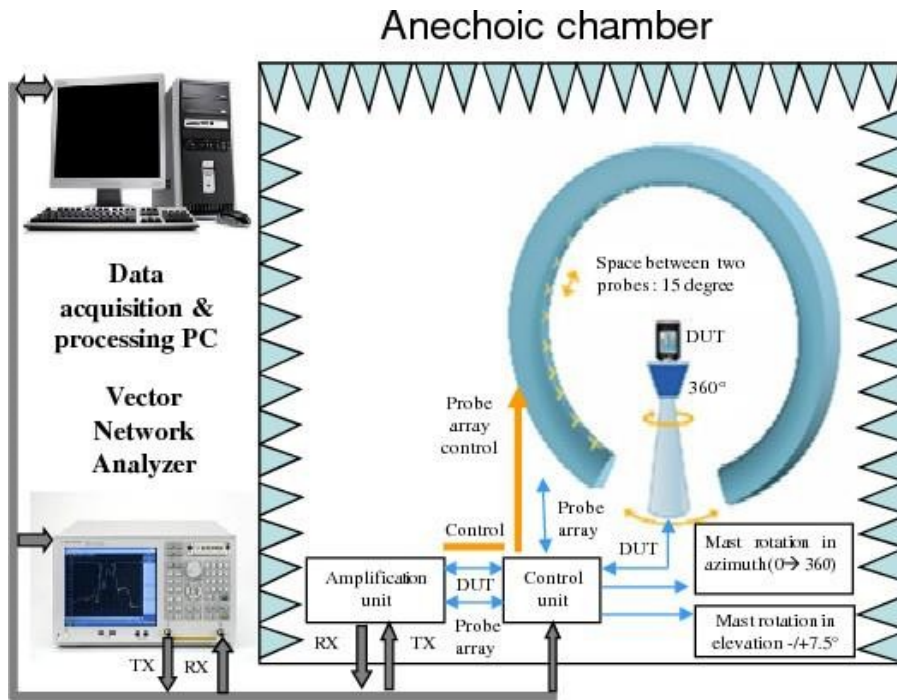 Anechoic chamber
Data
acquisition &
processing PC
Vector
Network
Analyzer
TX
RX
Space between two
probes : 15 degree
DUT
360°
Probe
array
control
Probe
array
Control
DUT
Amplification
unit
DUT
Probe
array
Control
unit
Mast rotation in
azimuth(0→ 360)
Mast rotation in
elevation -/+7.5°
RX
TX